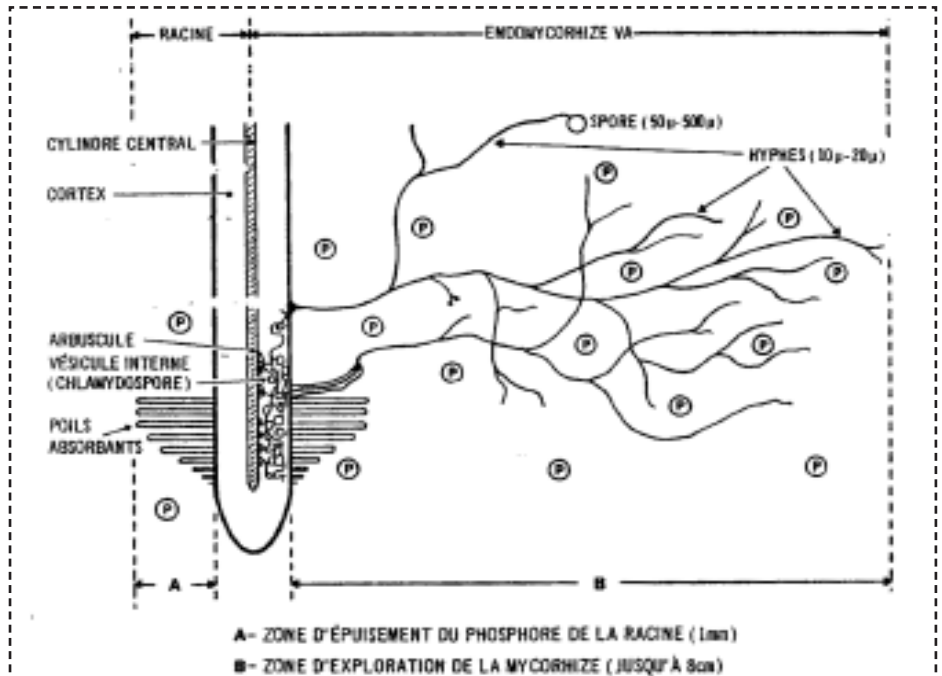 RACINE
ENDOMYCORHIZE VA
SPORE (50µ-500µ)
CYLINDRE CENTRAL
HYPHES (10µ-20µ)
CORTEX
P
P
P
P
P
P
P
P
ARBUSCULE
VÉSICULE INTERNE
(CHLAMYDOSPORE)
P
P
P
P
POILS
ABSORBANTS
P
P
P
P
A
B
A- ZONE D'ÉPUISEMENT DU PHOSPHORE DE LA RACINE (1mm)
B- ZONE D'EXPLORATION DE LA MYCORHIZE (JUSQU'À 8cm)